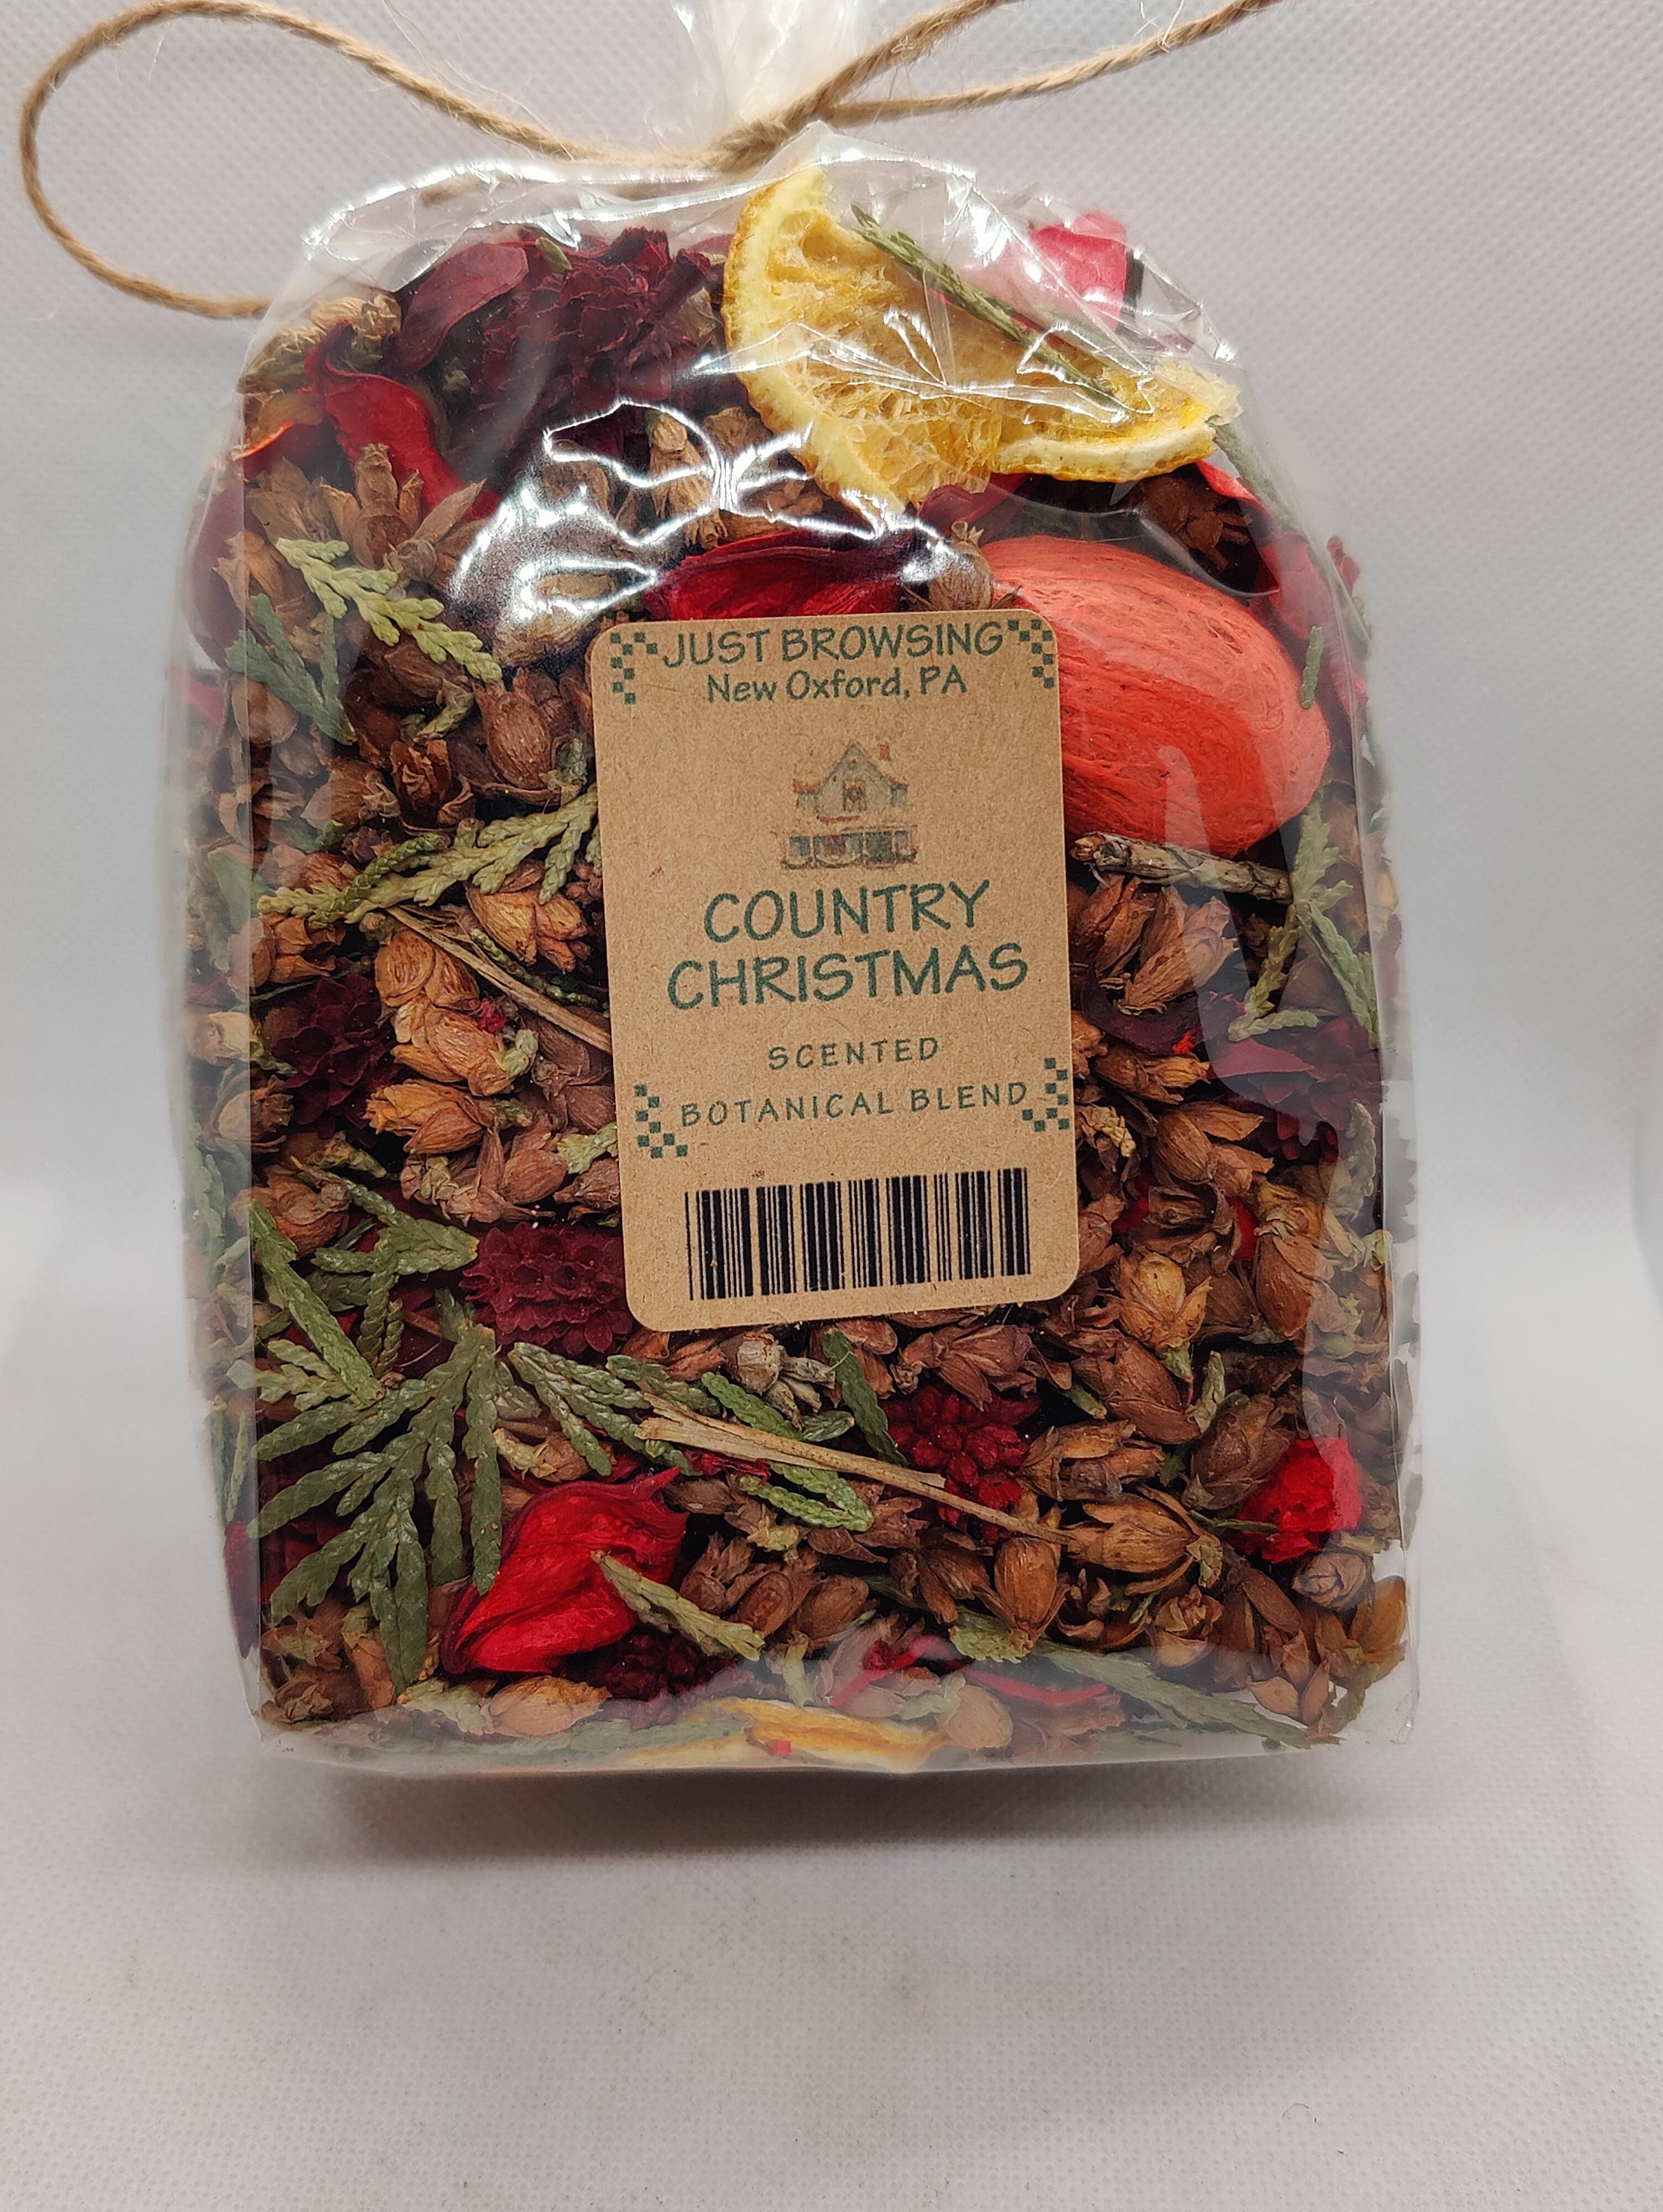 JUST BROWSING
New Oxford, PA
COUNTRY
CHRISTMAS
SCENTED
BOTANICAL BLEND